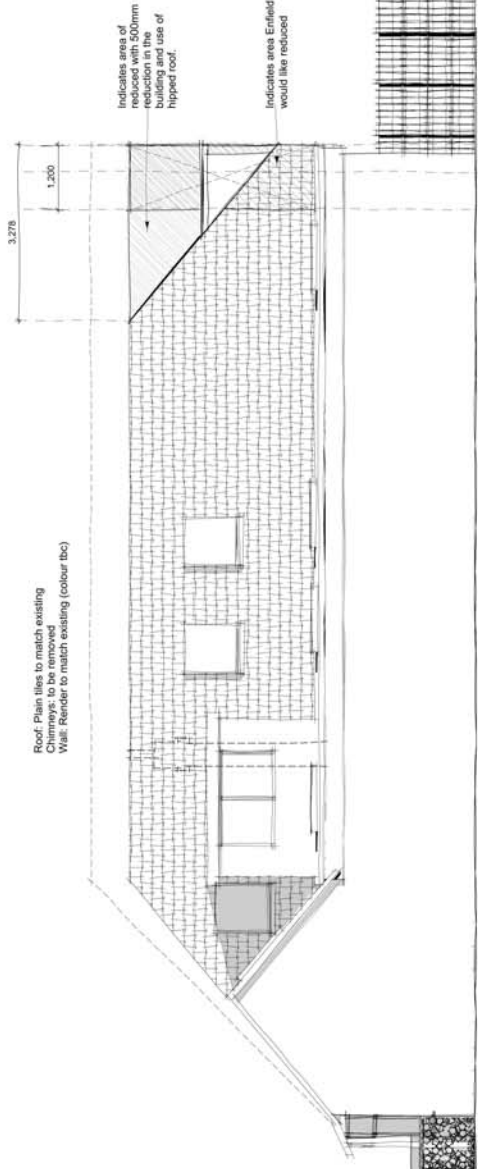 Roof: Plain tiles to match existing
Chimneys: to be removed
Wall: Render to match existing (colour tbc)
3,278
1,200
Indicates area of
reduced with 500mm
reduction in the
building and use of
hipped roof.
Indicates area Enfield
would like reduced